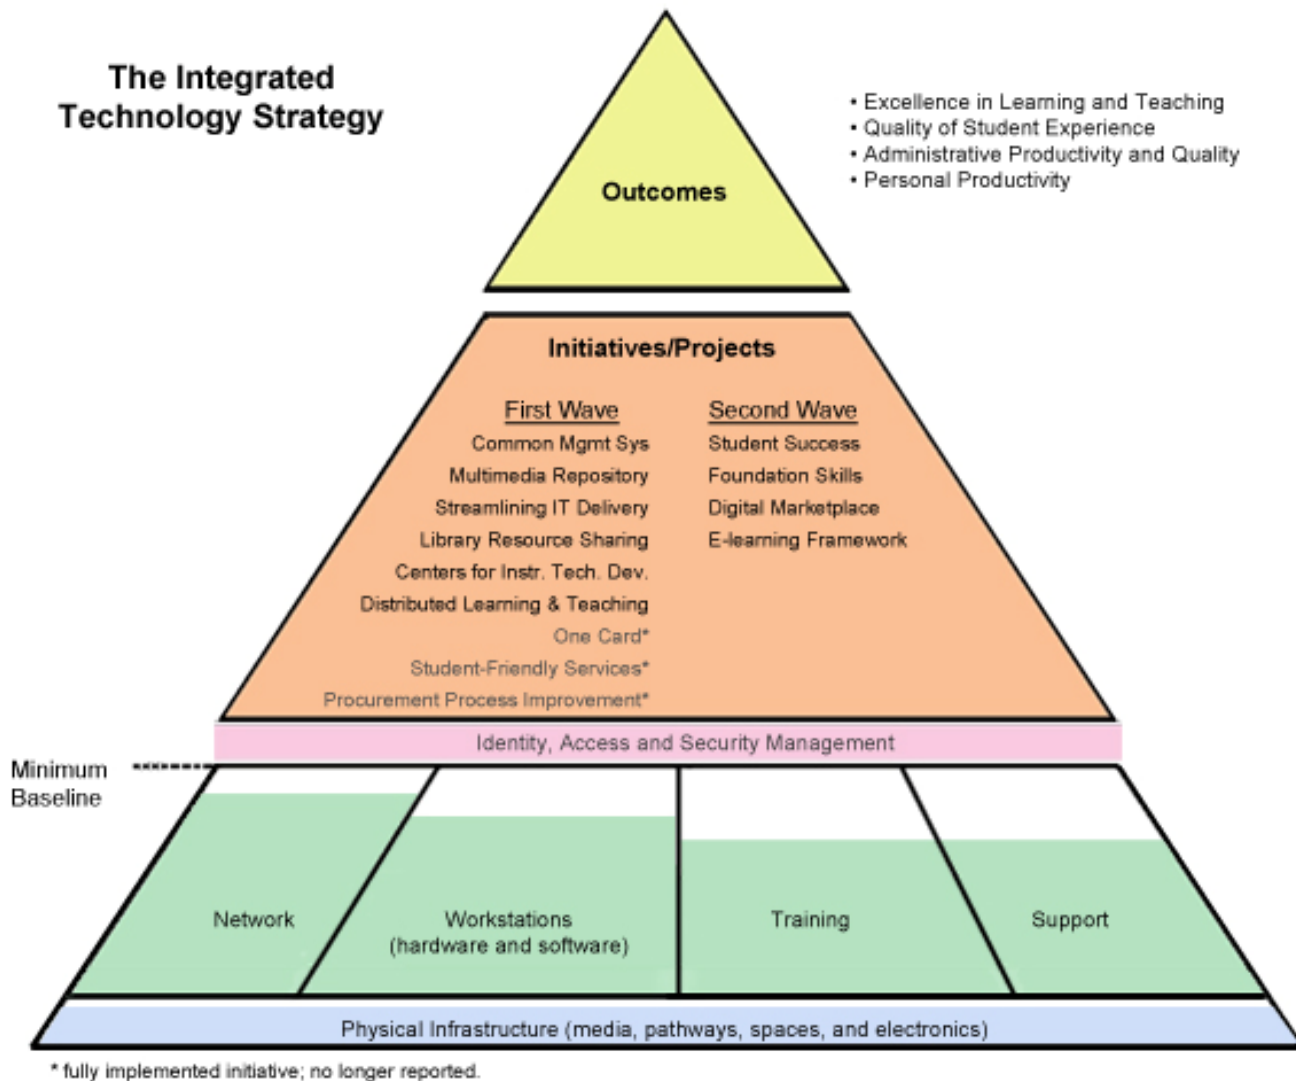 The Integrated
Technology Strategy
• Excellence in Learning and Teaching
• Quality of Student Experience
• Administrative Productivity and Quality
• Personal Productivity
Outcomes
Initiatives/Projects
First Wave
Common Mgmt Sys
Multimedia Repository
Streamlining IT Delivery
Library Resource Sharing
Centers for Instr. Tech. Dev.
Distributed Learning & Teaching
One Card*
Student-Friendly Services*
Procurement Process Improvement*
Second Wave
Student Success
Foundation Skills
Digital Marketplace
E-learning Framework
Identity, Access and Security Management
Minimum
Baseline
Network
Workstations
(hardware and software)
Training
Support
Physical Infrastructure (media, pathways, spaces, and electronics)
* fully implemented initiative; no longer reported.